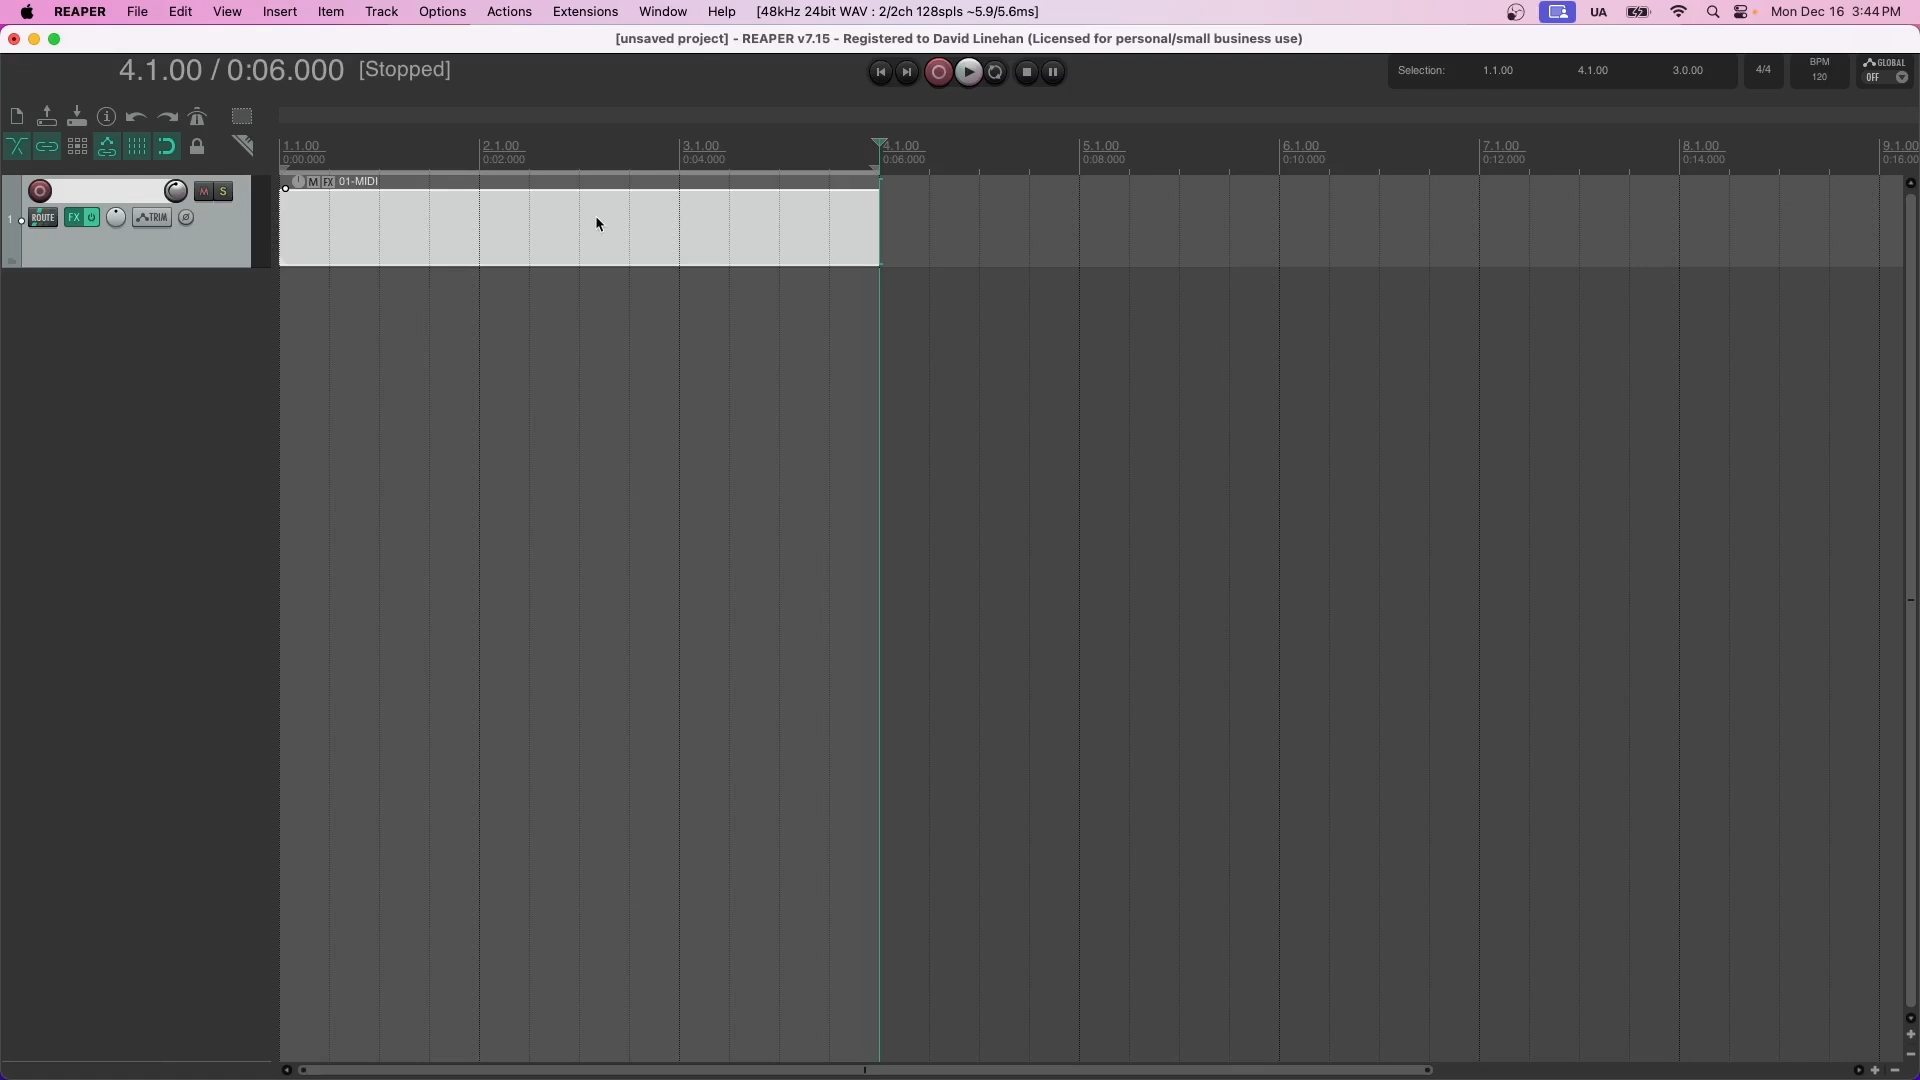 REAPER File Edit View Insert Item Track Options Actions Extensions Window Help [48kHz 24bit WAV : 2/2ch 128spls ~5.9/5.6ms] UA Mon Dec 16 3:44 PM
[unsaved project] - REAPER v7.15 - Registered to David Linehan (Licensed for personal/small business use)
4.1.00 / 0:06.000 [Stopped]
Selection: 1.1.00 4.1.00 3.0.00 4/4
BPM
120
GLOBAL
OFF
1.1.00 2.1.00 3.1.00 4.1.00 5.1.00 6.1.00 7.1.00 8.1.00 9.1.00
0:00.000 0:02.000 0:04.000 0:06.000 0:08.000 0:10.000 0:12.000 0:14.000 0:16.00
M FX 01-MIDI
M S
1 ROUTE FX TRIM